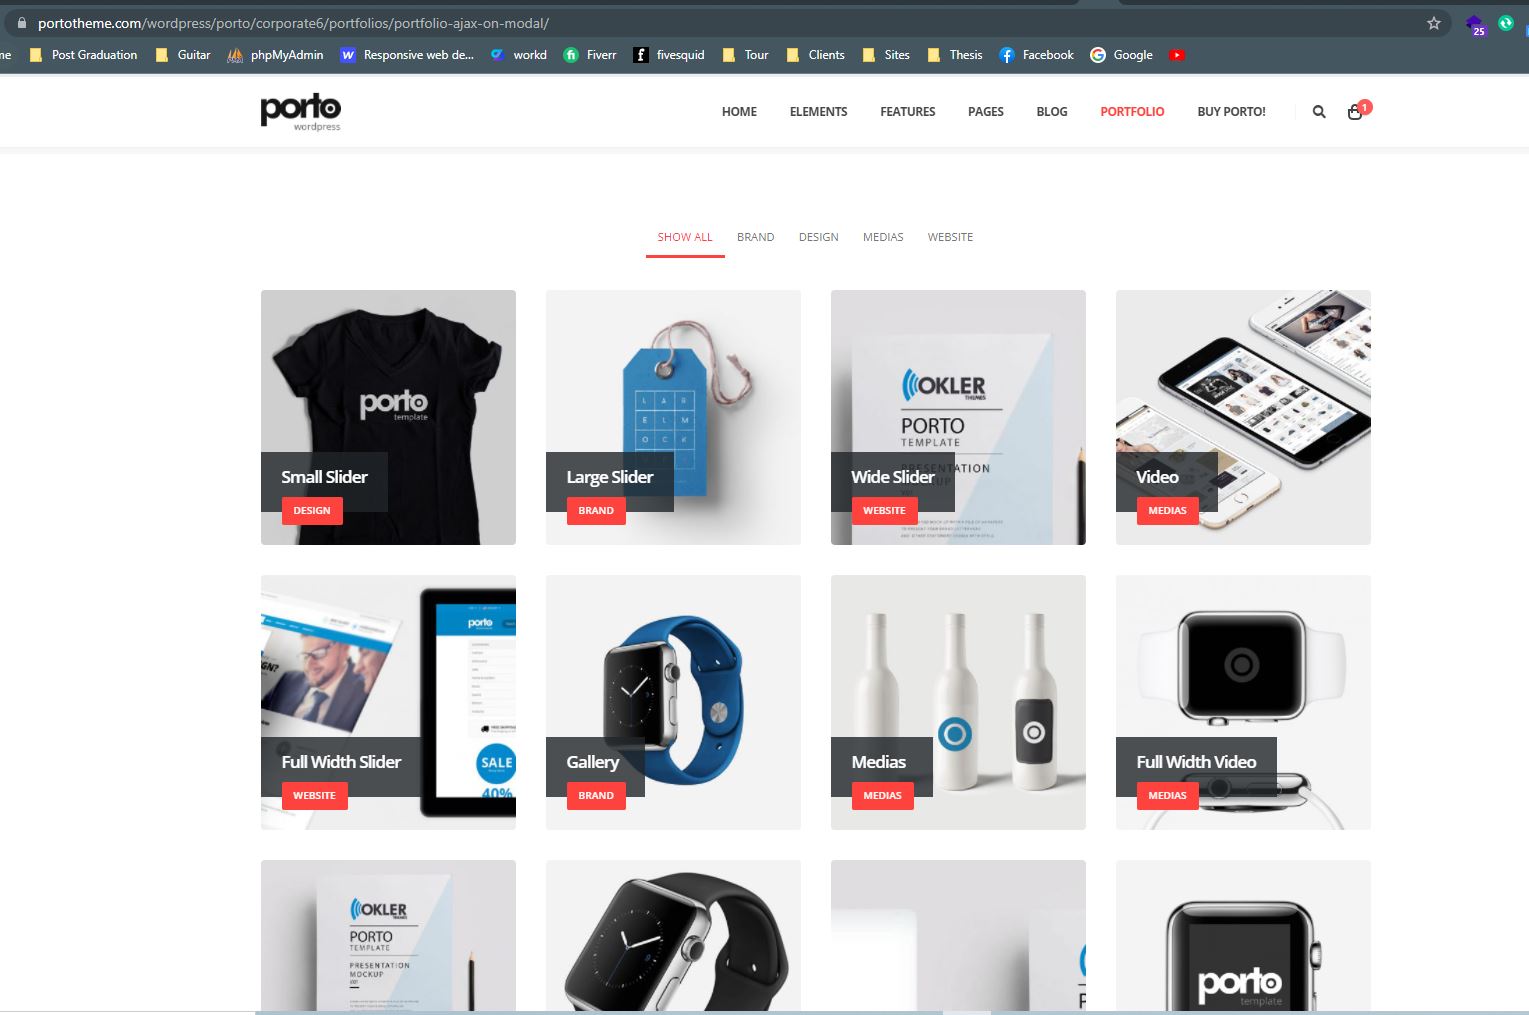 portotheme.com/wordpress/porto/corporate6/portfolios/portfolio-ajax-on-modal/
25
me Post Graduation Guitar phpMyAdmin Responsive web de... workd Fiverr fivesquid Tour Clients Sites Thesis Facebook Google
porto
wordpress
HOME ELEMENTS FEATURES PAGES BLOG PORTFOLIO BUY PORTO! 1
SHOW ALL BRAND DESIGN MEDIAS WEBSITE
porto
template
Small Slider
DESIGN
L A B
E L M
O C K
Large Slider
BRAND
OKLER
THEMES
PORTO
TEMPLATE
PRESENTATION
MOCKUP
V.01
Wide Slider
WEBSITE
Video
MEDIAS
porto
SALE
40%
Full Width Slider
WEBSITE
Gallery
BRAND
Medias
MEDIAS
Full Width Video
MEDIAS
OKLER
THEMES
PORTO
TEMPLATE
PRESENTATION
MOCKUP
V.01
porto
template